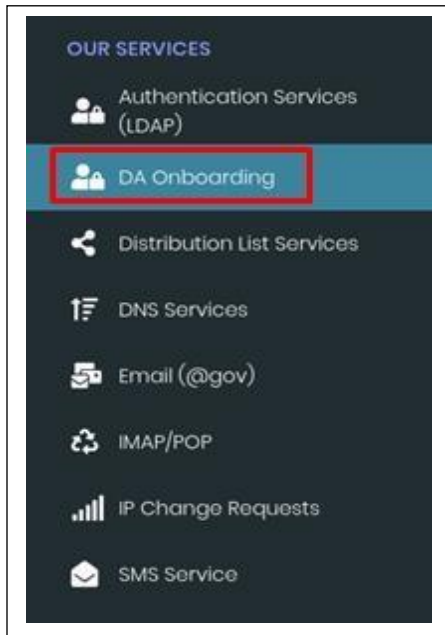 OUR SERVICES
Authentication Services
(LDAP)
DA Onboarding
Distribution List Services
DNS Services
Email (@gov)
IMAP/POP
IP Change Requests
SMS Service